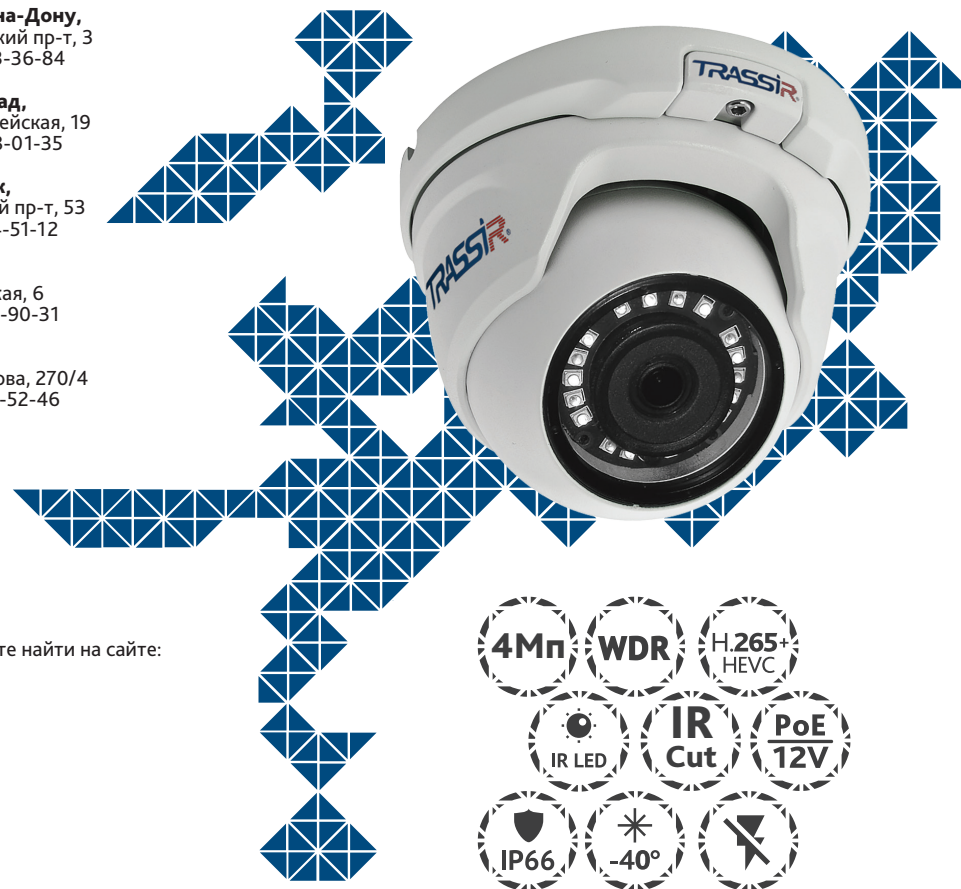 на-Дону,
кий пр-т, 3
3-36-84
ад,
ейская, 19
3-01-35
к,
й пр-т, 53
-51-12
кая, 6
-90-31
ова, 270/4
-52-46
те найти на сайте:
TRASSIR
TRASSIR
4Мп
WDR
H.265+
HEVC
IR LED
IR
Cut
PoE
12V
IP66
-40°